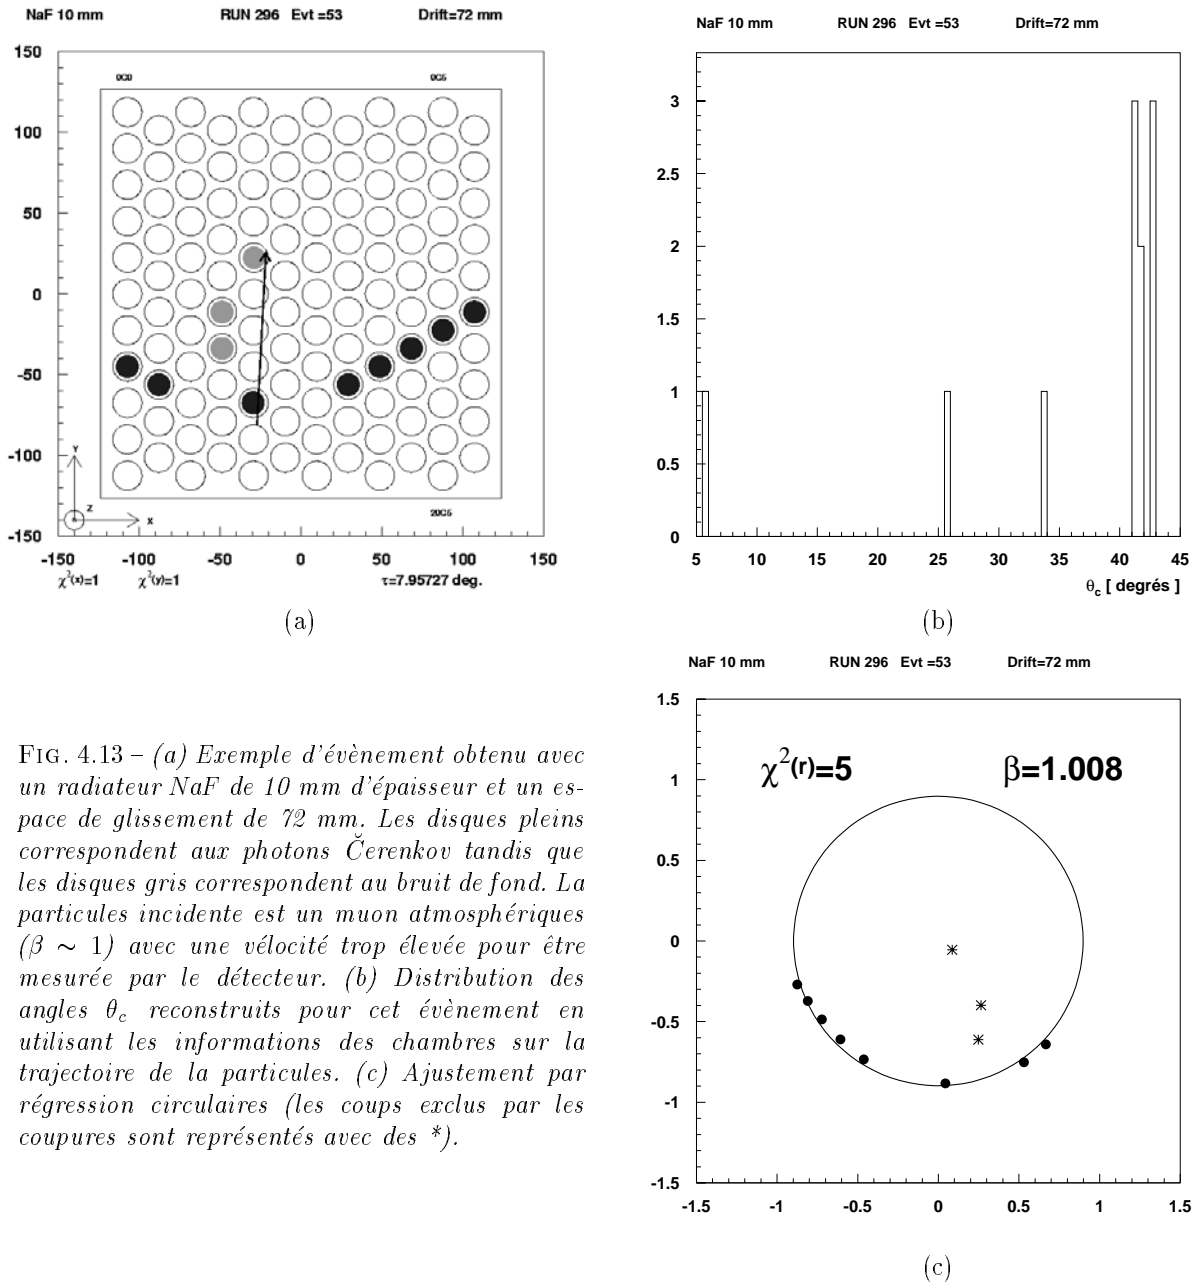 NaF 10 mm RUN 296 Evt =53 Drift=72 mm
0C0 0C5
150
100
50
0
-50
-100
-150
Y
Z
X
20C5
-150 -100 -50 0 50 100 150
χ²(x)=1 χ²(y)=1 τ=7.95727 deg.
(a)
NaF 10 mm RUN 296 Evt =53 Drift=72 mm
3
2.5
2
1.5
1
0.5
0
5 10 15 20 25 30 35 40 45
θc [ degrés ]
(b)
FIG. 4.13 – (a) Exemple d'évènement obtenu avec
un radiateur NaF de 10 mm d'épaisseur et un es-
pace de glissement de 72 mm. Les disques pleins
correspondent aux photons C̆erenkov tandis que
les disques gris correspondent au bruit de fond. La
particules incidente est un muon atmosphériques
(β ∼ 1) avec une vélocité trop élevée pour être
mesurée par le détecteur. (b) Distribution des
angles θc reconstruits pour cet évènement en
utilisant les informations des chambres sur la
trajectoire de la particules. (c) Ajustement par
régression circulaires (les coups exclus par les
coupures sont représentés avec des *).
NaF 10 mm RUN 296 Evt =53 Drift=72 mm
χ²(r)=5 β=1.008
1.5
1
0.5
0
-0.5
-1
-1.5
-1.5 -1 -0.5 0 0.5 1 1.5
(c)